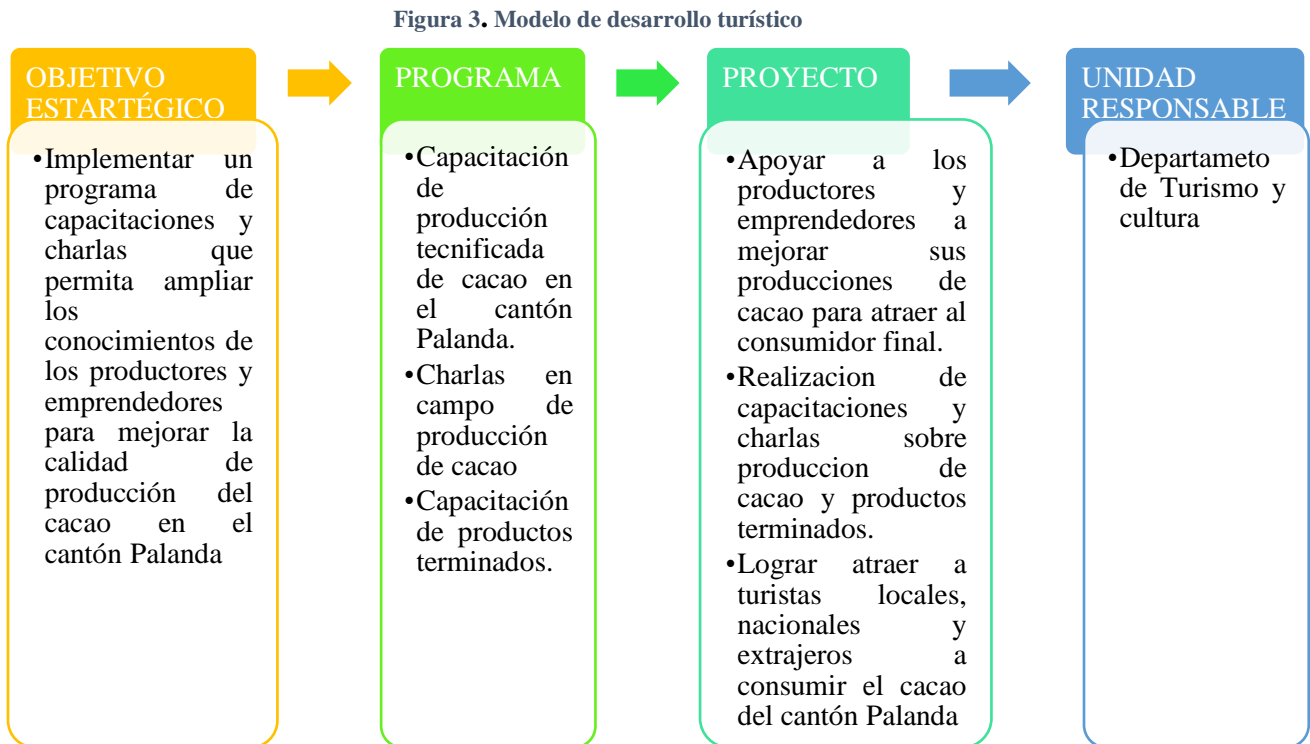 Figura 3. Modelo de desarrollo turístico
OBJETIVO
ESTARTÉGICO
•Implementar un
programa de
capacitaciones y
charlas que
permita ampliar
los
conocimientos de
los productores y
emprendedores
para mejorar la
calidad de
producción del
cacao en el
cantón Palanda
PROGRAMA
•Capacitación
de
producción
tecnificada
de cacao en
el cantón
Palanda.
•Charlas en
campo de
producción
de cacao
•Capacitación
de productos
terminados.
PROYECTO
•Apoyar a los
productores y
emprendedores a
mejorar sus
producciones de
cacao para atraer al
consumidor final.
•Realizacion de
capacitaciones y
charlas sobre
produccion de
cacao y productos
terminados.
•Lograr atraer a
turistas locales,
nacionales y
extrajeros a
consumir el cacao
del cantón Palanda
UNIDAD
RESPONSABLE
•Departameto
de Turismo y
cultura